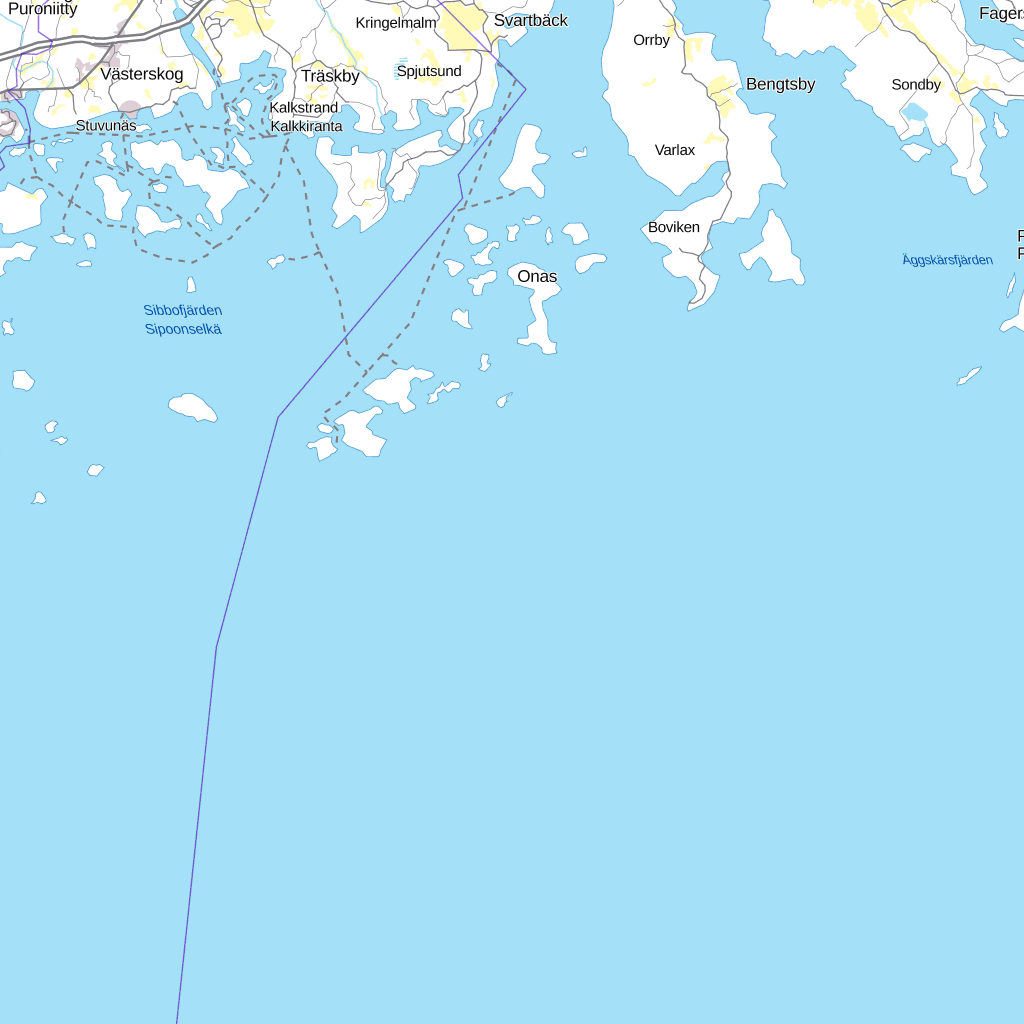 Puroniitty
Kringelmalm
Svartbäck
Fager
Orrby
Västerskog
Träskby
Spjutsund
Bengtsby
Sondby
Kalkstrand
Kalkkiranta
Stuvunäs
Varlax
Boviken
Äggskärsfjärden
Onas
Sibbofjärden
Sipoonselkä